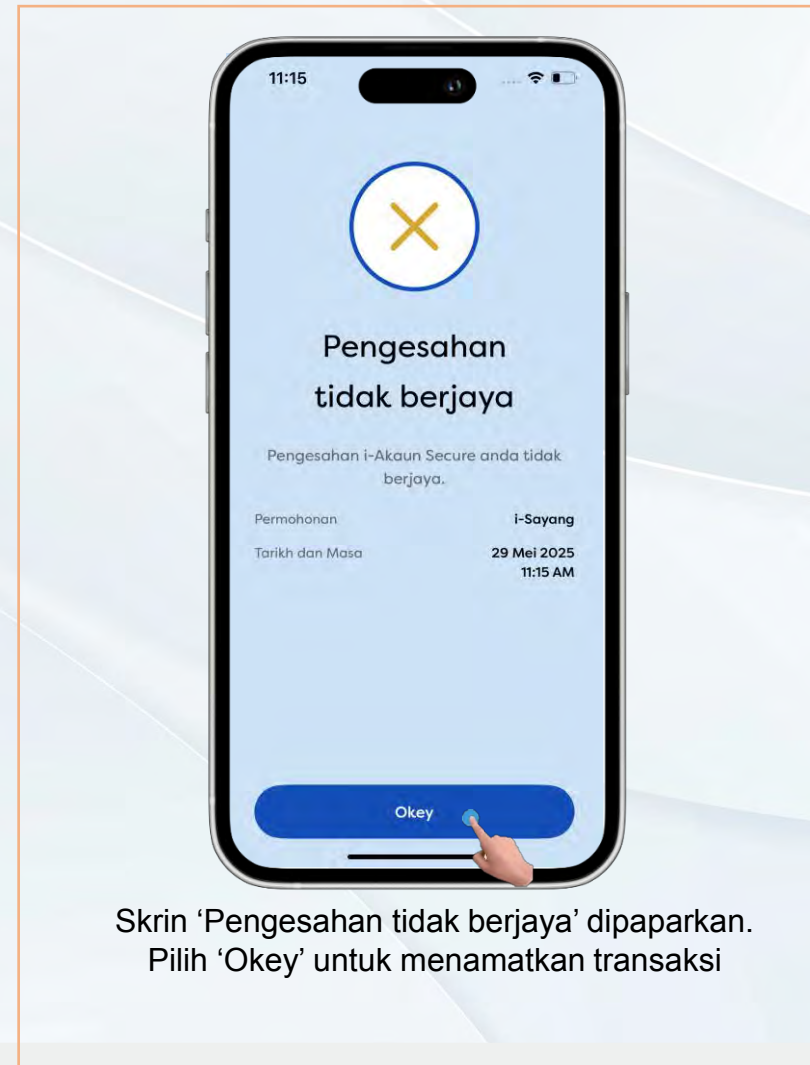 11:15
Pengesahan
tidak berjaya
Pengesahan i-Akaun Secure anda tidak
berjaya.
Permohonan i-Sayang
Tarikh dan Masa 29 Mei 2025
11:15 AM
Okey
Skrin ‘Pengesahan tidak berjaya’ dipaparkan.
Pilih ‘Okey’ untuk menamatkan transaksi